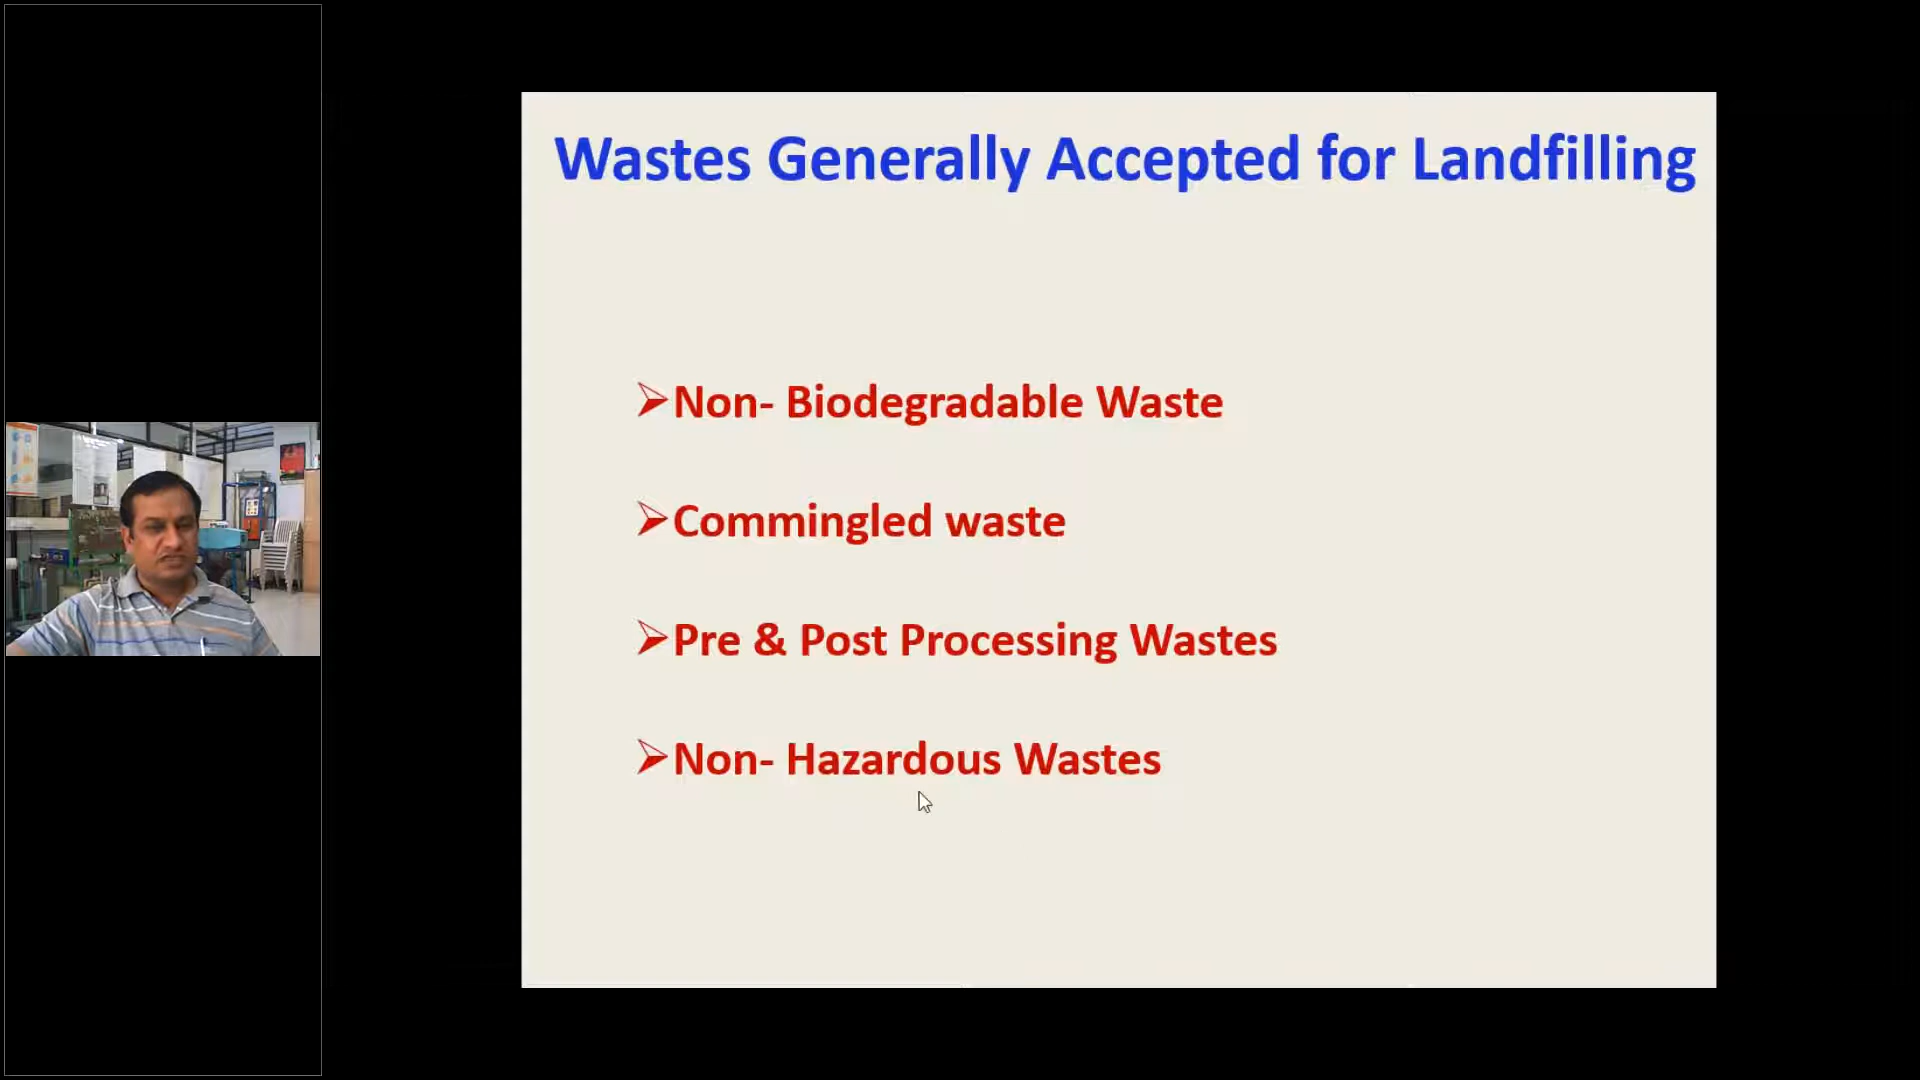 Wastes Generally Accepted for Landfilling
➢Non- Biodegradable Waste
➢Commingled waste
➢Pre & Post Processing Wastes
➢Non- Hazardous Wastes